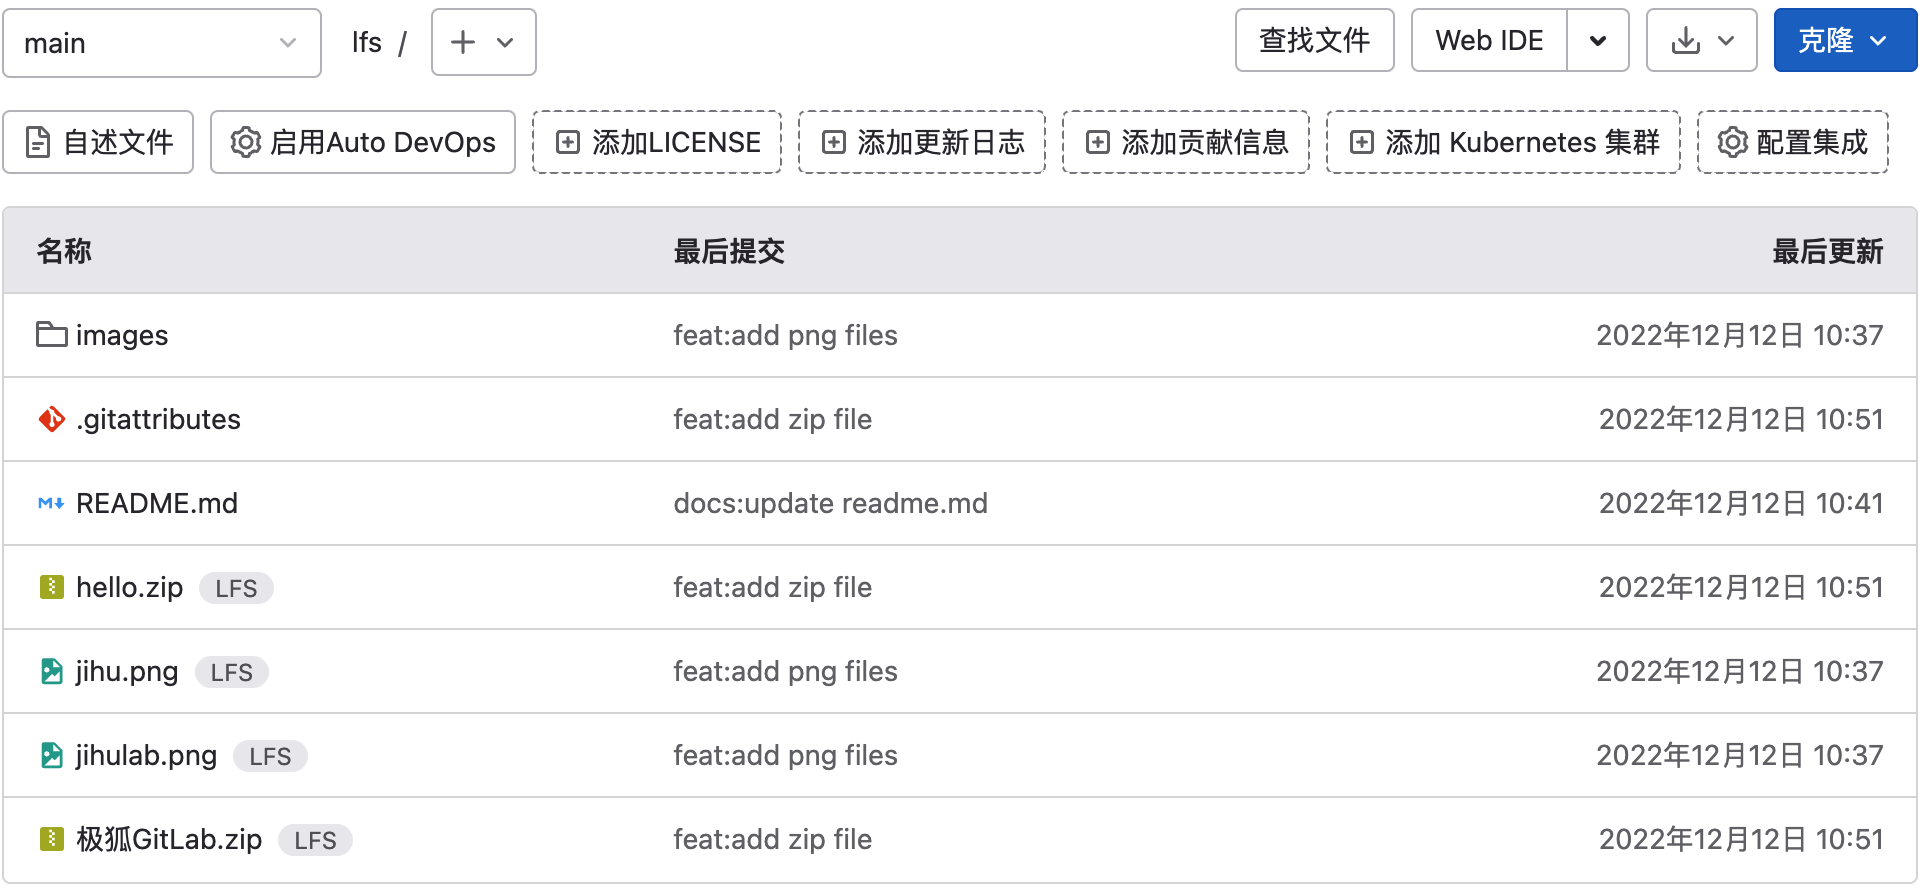 main lfs / 查找文件 Web IDE 克隆
自述文件 启用Auto DevOps 添加LICENSE 添加更新日志 添加贡献信息 添加 Kubernetes 集群 配置集成
名称 最后提交 最后更新
images feat:add png files 2022年12月12日 10:37
.gitattributes feat:add zip file 2022年12月12日 10:51
README.md docs:update readme.md 2022年12月12日 10:41
hello.zip LFS feat:add zip file 2022年12月12日 10:51
jihu.png LFS feat:add png files 2022年12月12日 10:37
jihulab.png LFS feat:add png files 2022年12月12日 10:37
极狐GitLab.zip LFS feat:add zip file 2022年12月12日 10:51